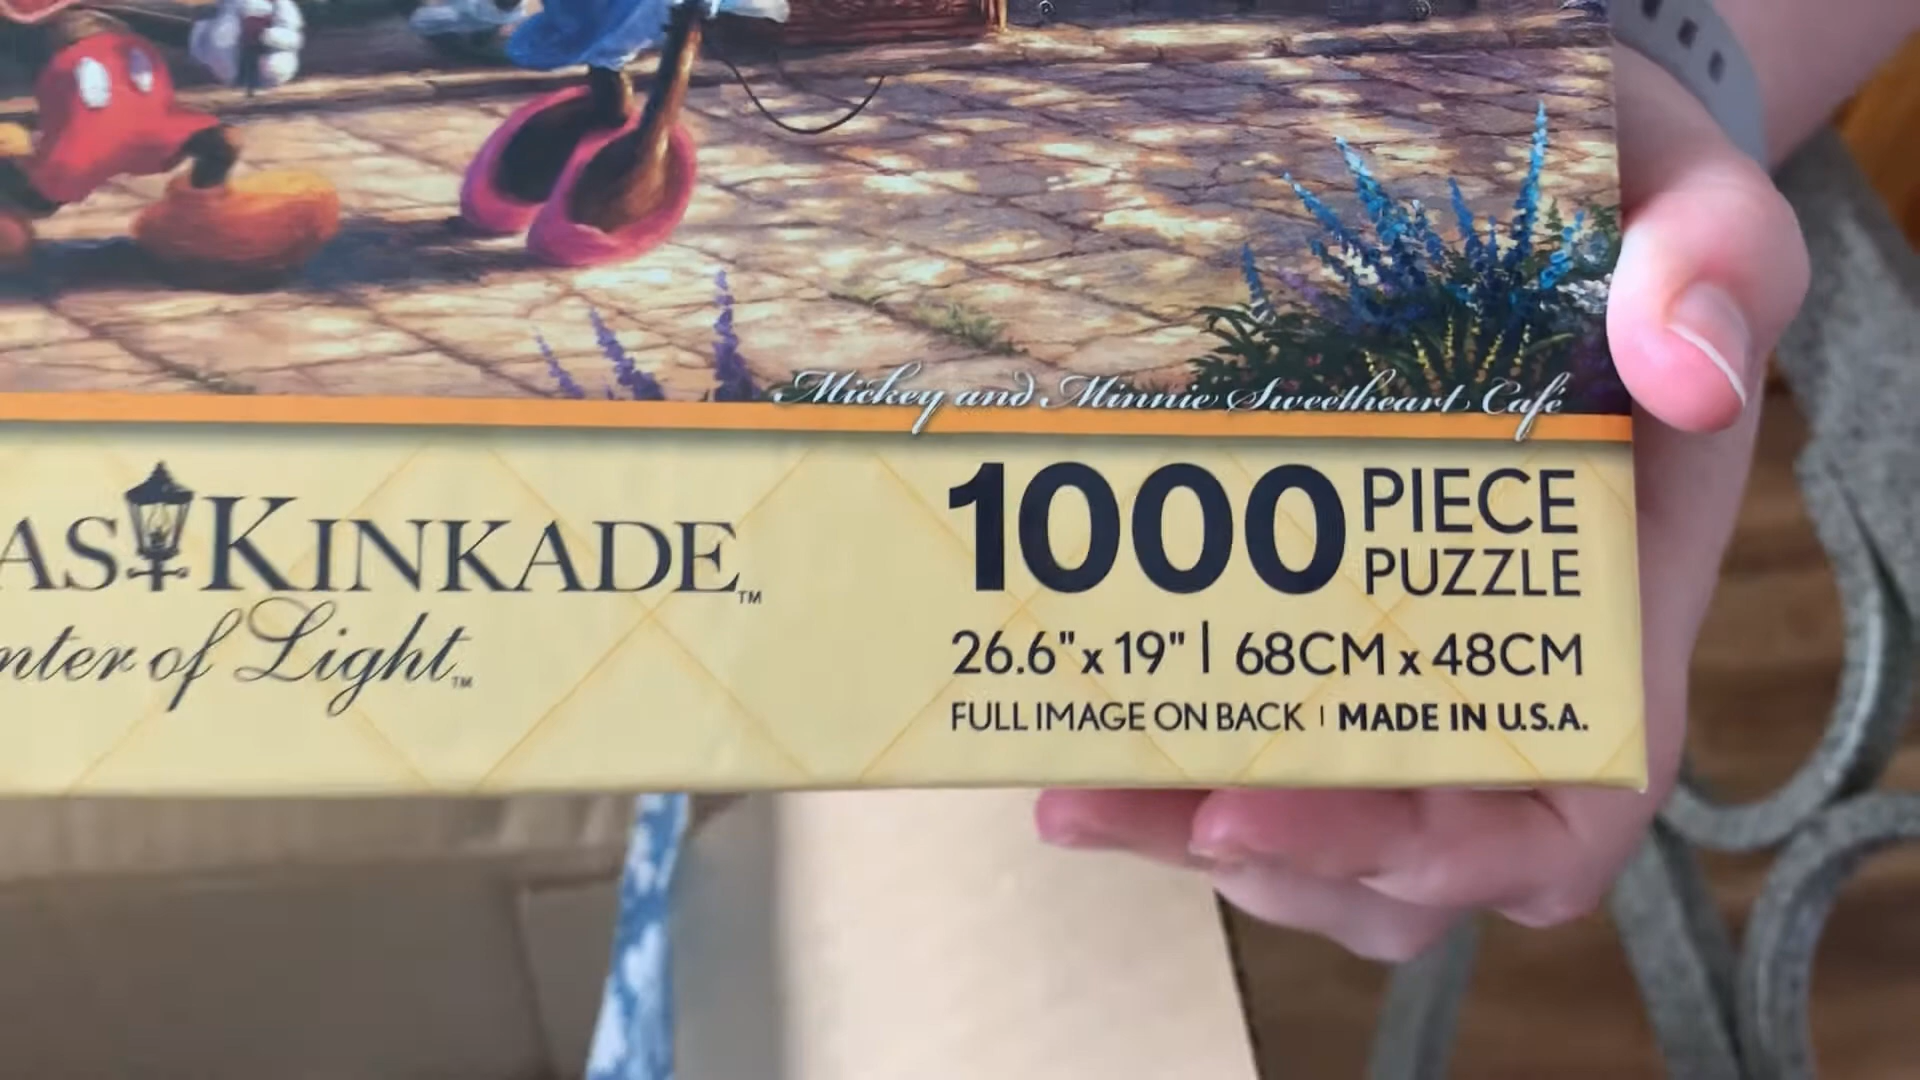 Mickey and Minnie Sweetheart Café
AS KINKADE™
nter of Light™
1000 PIECE
PUZZLE
26.6" x 19" | 68CM x 48CM
FULL IMAGE ON BACK | MADE IN U.S.A.